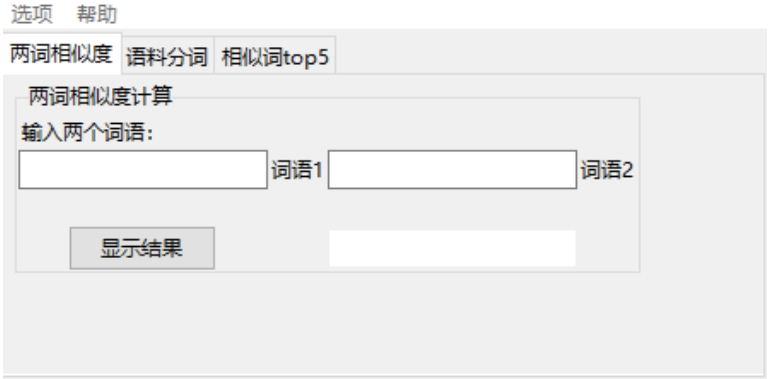 选项 帮助
两词相似度 语料分词 相似词top5
两词相似度计算
输入两个词语：
词语1 词语2
显示结果